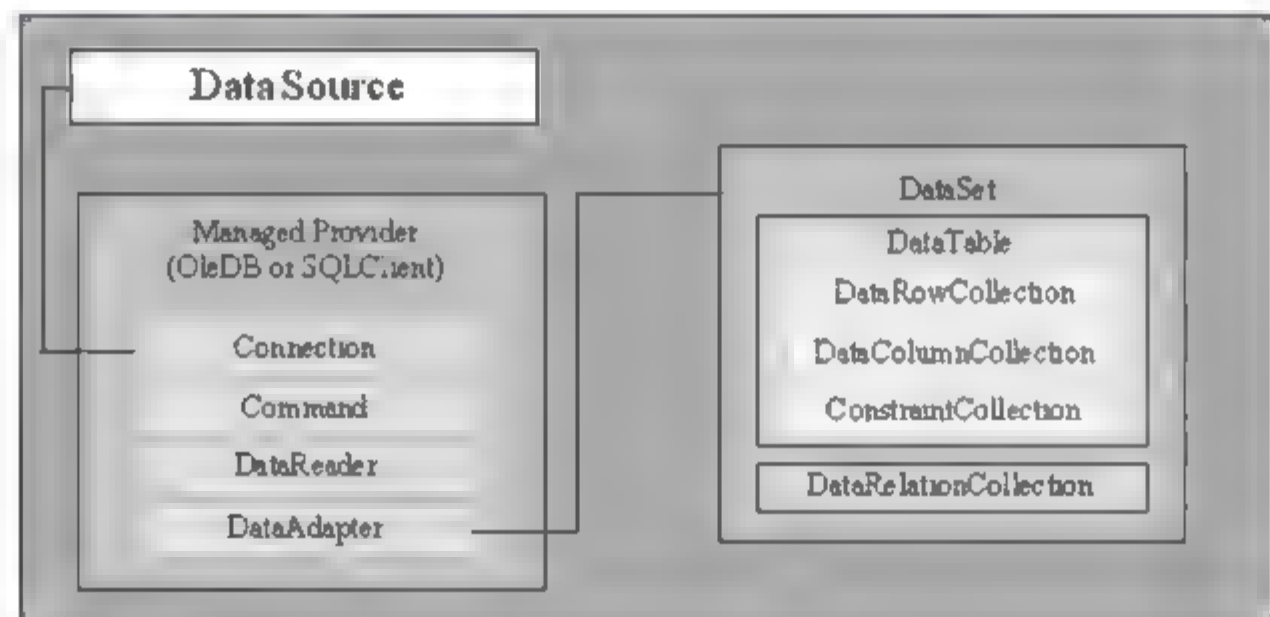 DataSource
Managed Provider
(OleDB or SQLClient)
Connection
Command
DataReader
DataAdapter
DataSet
DataTable
DataRowCollection
DataColumnCollection
ConstraintCollection
DataRelationCollection